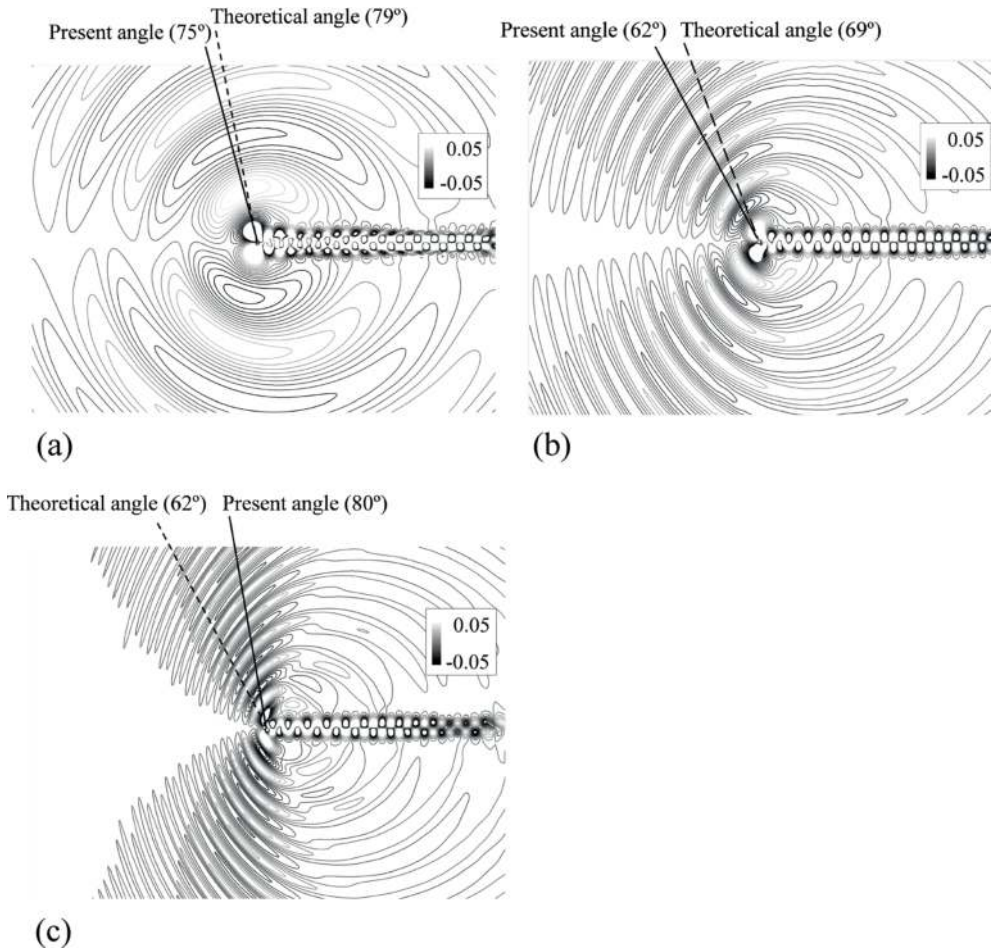 Theoretical angle (79º)
Present angle (75º)
0.05
-0.05
(a)
Present angle (62º) Theoretical angle (69º)
0.05
-0.05
(b)
Theoretical angle (62º) Present angle (80º)
0.05
-0.05
(c)